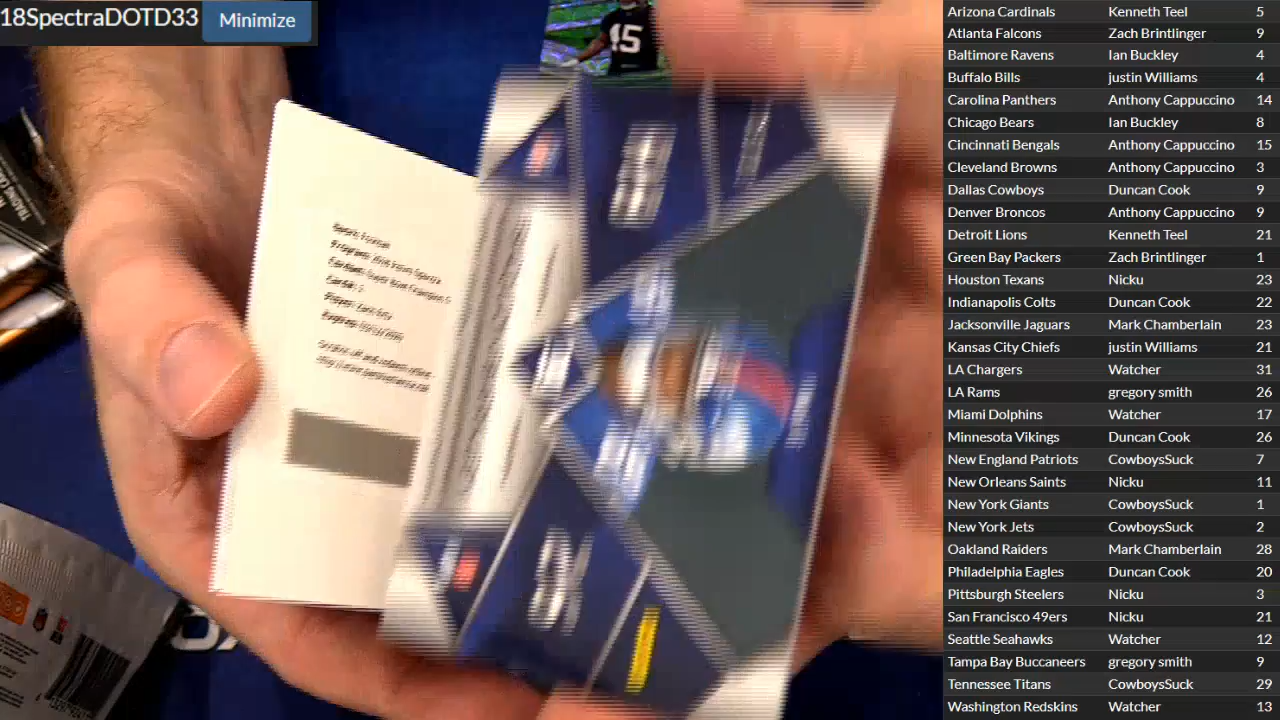 18SpectraDOTD33 Minimize
Arizona Cardinals Kenneth Teel 5
Atlanta Falcons Zach Brintlinger 9
Baltimore Ravens Ian Buckley 4
Buffalo Bills justin Williams 4
Carolina Panthers Anthony Cappuccino 14
Chicago Bears Ian Buckley 8
Cincinnati Bengals Anthony Cappuccino 15
Cleveland Browns Anthony Cappuccino 3
Dallas Cowboys Duncan Cook 9
Denver Broncos Anthony Cappuccino 9
Detroit Lions Kenneth Teel 21
Green Bay Packers Zach Brintlinger 1
Houston Texans Nicku 23
Indianapolis Colts Duncan Cook 22
Jacksonville Jaguars Mark Chamberlain 23
Kansas City Chiefs justin Williams 21
LA Chargers Watcher 31
LA Rams gregory smith 26
Miami Dolphins Watcher 17
Minnesota Vikings Duncan Cook 26
New England Patriots CowboysSuck 7
New Orleans Saints Nicku 11
New York Giants CowboysSuck 1
New York Jets CowboysSuck 2
Oakland Raiders Mark Chamberlain 28
Philadelphia Eagles Duncan Cook 20
Pittsburgh Steelers Nicku 3
San Francisco 49ers Nicku 21
Seattle Seahawks Watcher 12
Tampa Bay Buccaneers gregory smith 9
Tennessee Titans CowboysSuck 29
Washington Redskins Watcher 13
15